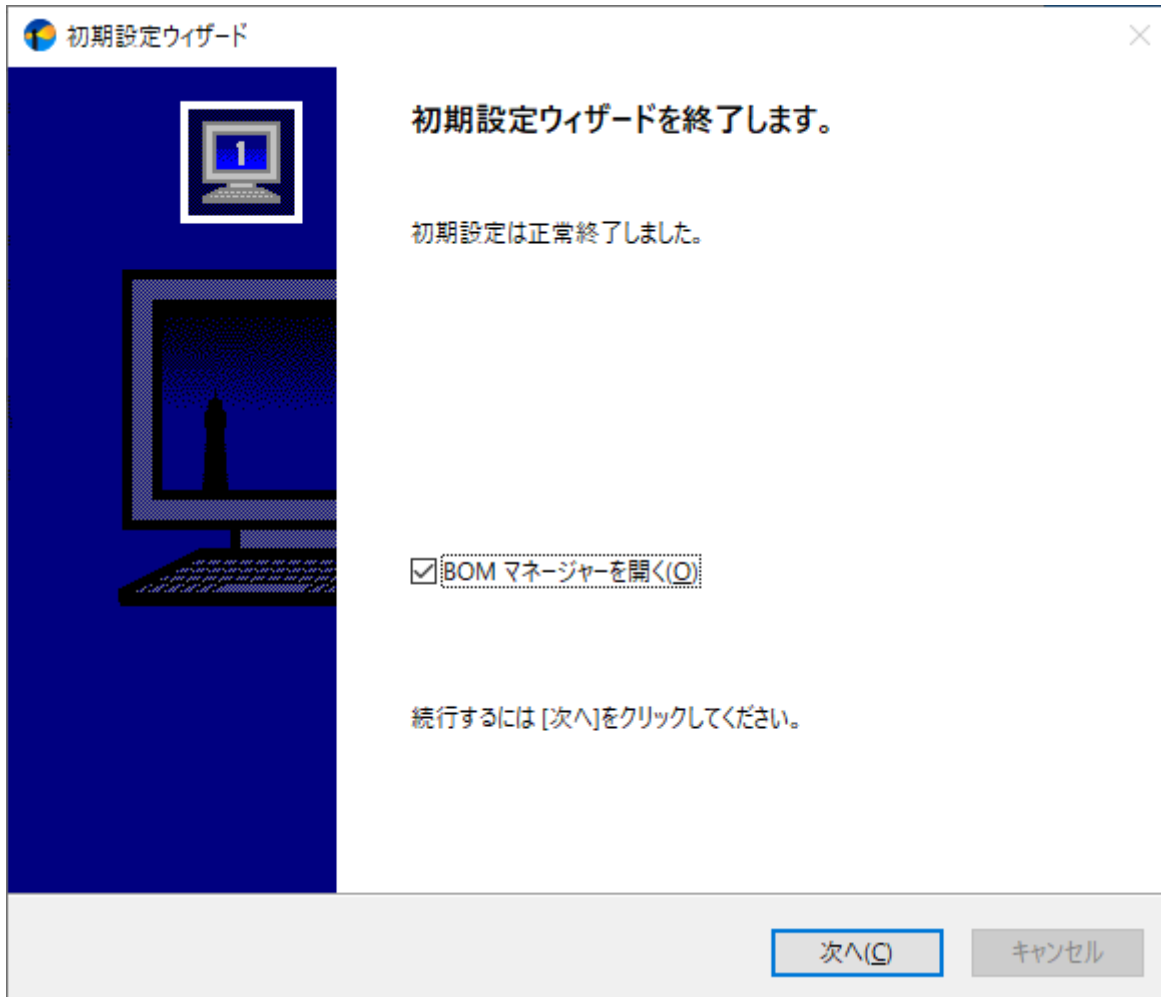 初期設定ウィザード
1
初期設定ウィザードを終了します。
初期設定は正常終了しました。
BOM マネージャーを開く(O)
続行するには [次へ]をクリックしてください。
次へ(C)
キャンセル